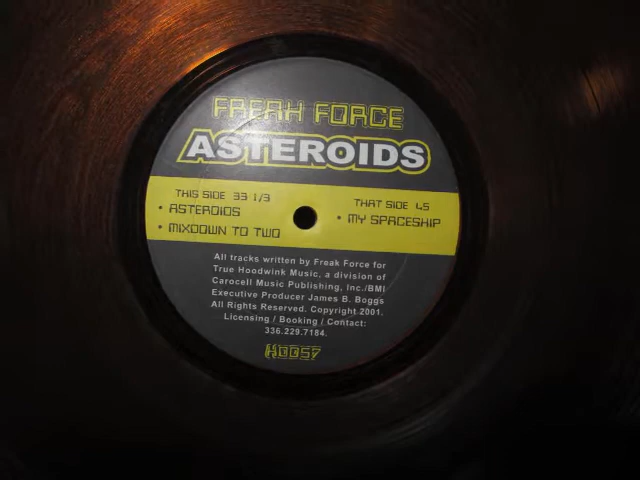 FREAK FORCE
ASTEROIDS
THIS SIDE 33 1/3
• ASTEROIDS
• MIXDOWN TO TWO
THAT SIDE 45
• MY SPACESHIP
All tracks written by Freak Force for
True Hoodwink Music, a division of
Carocell Music Publishing, Inc./BMI
Executive Producer James B. Boggs
All Rights Reserved. Copyright 2001.
Licensing / Booking / Contact:
336.229.7184.
HOOS7